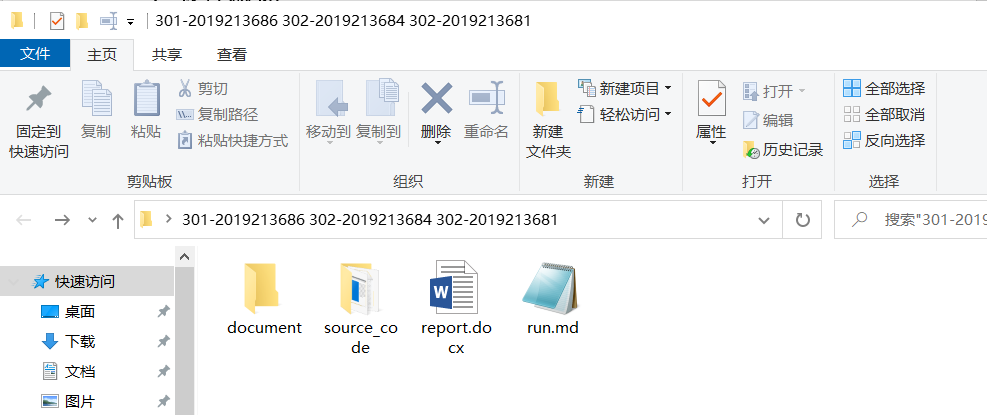 301-2019213686 302-2019213684 302-2019213681
文件 主页 共享 查看
固定到
快速访问
复制
粘贴
剪切
复制路径
粘贴快捷方式
剪贴板
移动到
复制到
删除
重命名
组织
新建
文件夹
新建项目
轻松访问
新建
属性
打开
编辑
历史记录
打开
全部选择
全部取消
反向选择
选择
301-2019213686 302-2019213684 302-2019213681
搜索"301-2019
快速访问
桌面
下载
文档
图片
document
source_co
de
report.do
cx
run.md